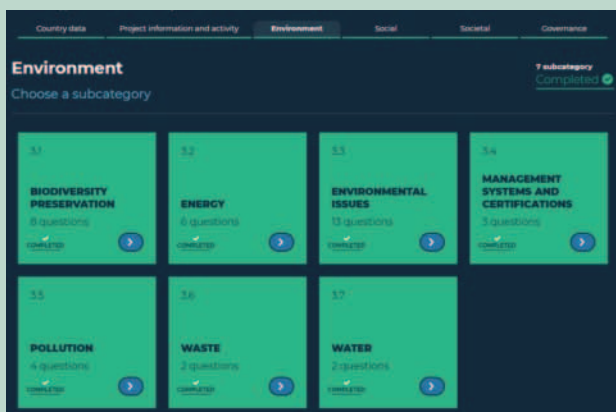 Country data Project information and activity Environment Social Societal Governance
Environment
7 subcategory
Completed
Choose a subcategory
3.1
BIODIVERSITY
PRESERVATION
8 questions
COMPLETED
3.2
ENERGY
6 questions
COMPLETED
3.3
ENVIRONMENTAL
ISSUES
13 questions
COMPLETED
3.4
MANAGEMENT
SYSTEMS AND
CERTIFICATIONS
3 questions
COMPLETED
3.5
POLLUTION
4 questions
COMPLETED
3.6
WASTE
2 questions
COMPLETED
3.7
WATER
2 questions
COMPLETED